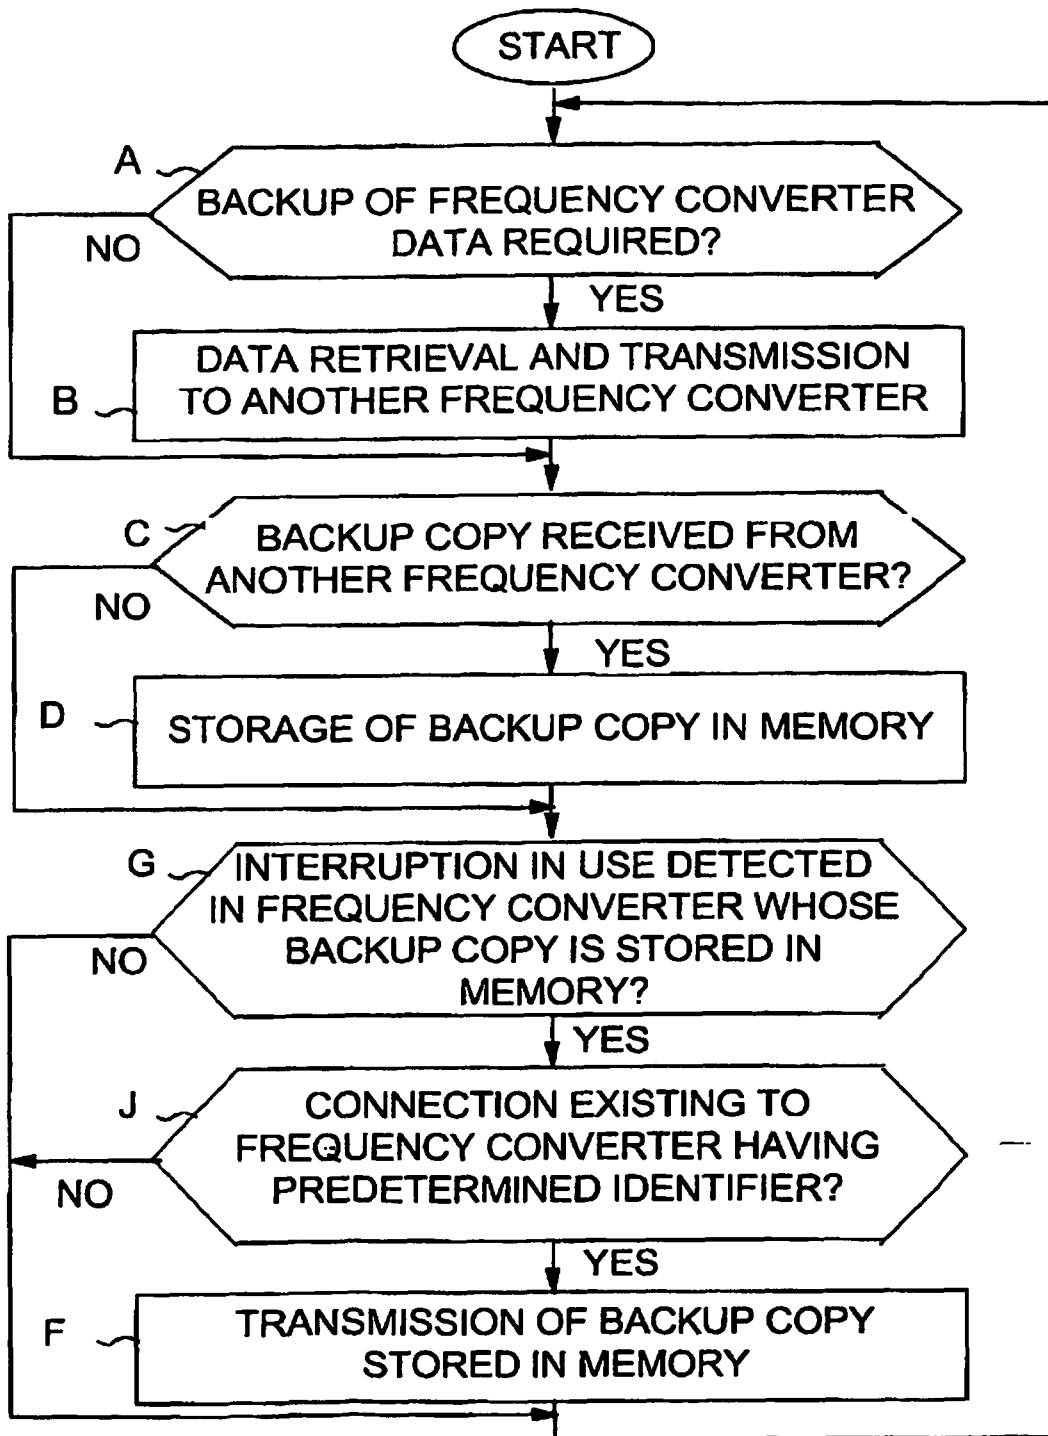 START
A
BACKUP OF FREQUENCY CONVERTER
DATA REQUIRED?
NO
YES
DATA RETRIEVAL AND TRANSMISSION
TO ANOTHER FREQUENCY CONVERTER
B
C
BACKUP COPY RECEIVED FROM
ANOTHER FREQUENCY CONVERTER?
NO
YES
D
STORAGE OF BACKUP COPY IN MEMORY
G
INTERRUPTION IN USE DETECTED
IN FREQUENCY CONVERTER WHOSE
BACKUP COPY IS STORED IN
MEMORY?
NO
YES
J
CONNECTION EXISTING TO
FREQUENCY CONVERTER HAVING
PREDETERMINED IDENTIFIER?
NO
YES
F
TRANSMISSION OF BACKUP COPY
STORED IN MEMORY